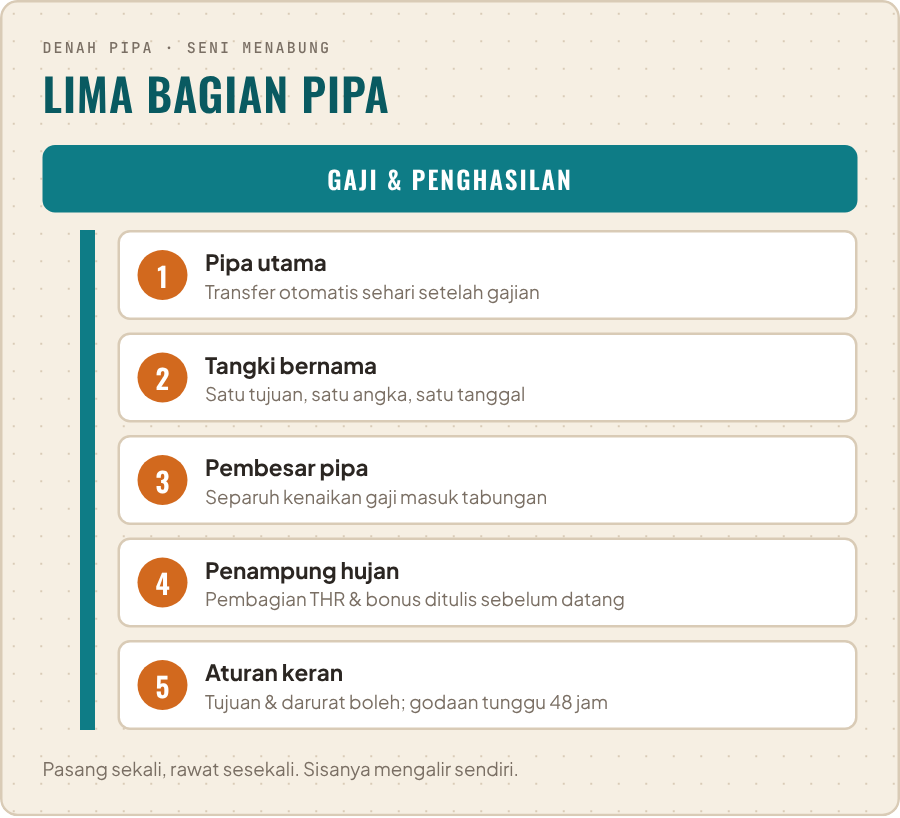 DENAH PIPA · SENI MENABUNG
LIMA BAGIAN PIPA
GAJI & PENGHASILAN
1
Pipa utama
Transfer otomatis sehari setelah gajian
2
Tangki bernama
Satu tujuan, satu angka, satu tanggal
3
Pembesar pipa
Separuh kenaikan gaji masuk tabungan
4
Penampung hujan
Pembagian THR & bonus ditulis sebelum datang
5
Aturan keran
Tujuan & darurat boleh; godaan tunggu 48 jam
Pasang sekali, rawat sesekali. Sisanya mengalir sendiri.